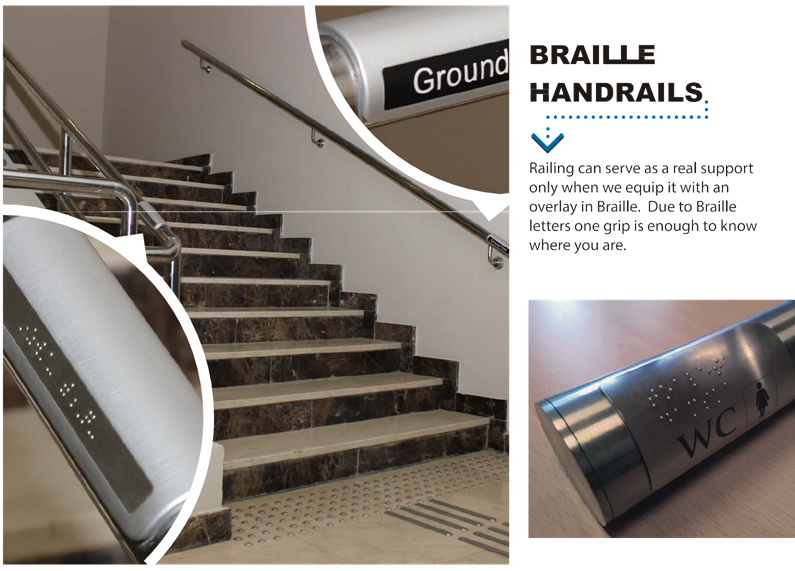 Ground
BRAILLE
HANDRAILS
Railing can serve as a real support
only when we equip it with an
overlay in Braille. Due to Braille
letters one grip is enough to know
where you are.
WC